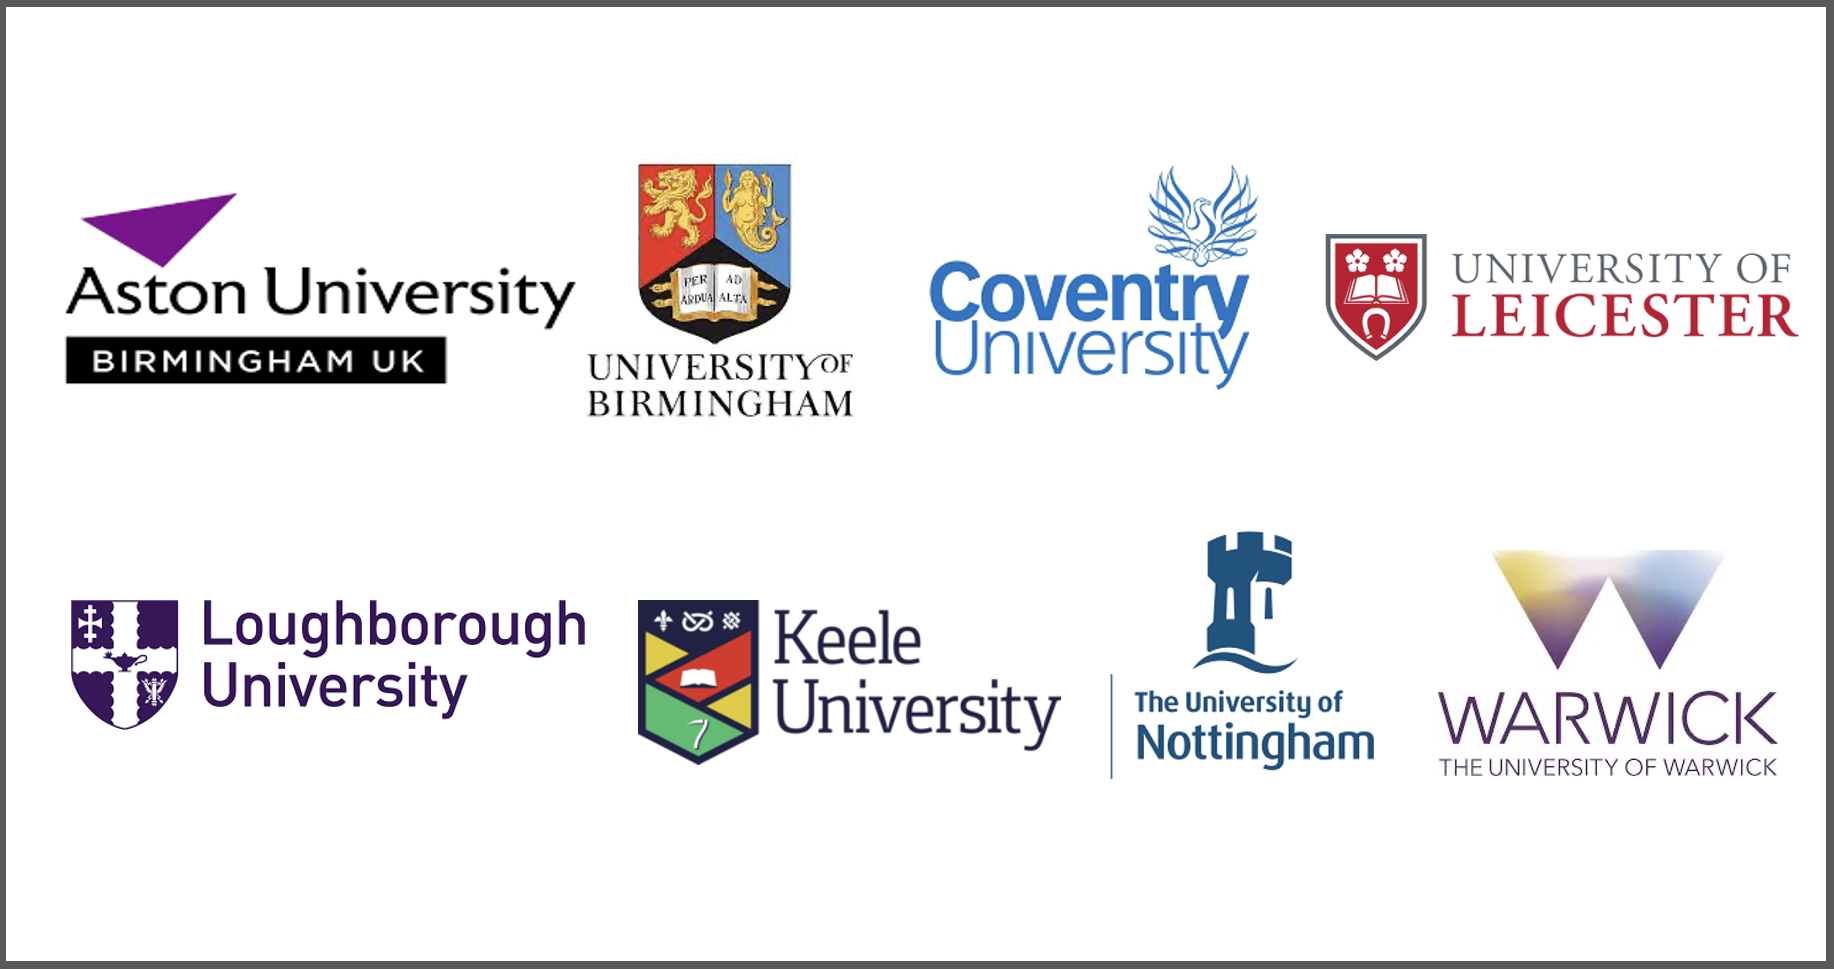 Aston University
BIRMINGHAM UK
PER AD
ARDUA ALTA
UNIVERSITY OF
BIRMINGHAM
Coventry
University
UNIVERSITY OF
LEICESTER
Loughborough
University
7
Keele
University
The University of
Nottingham
WARWICK
THE UNIVERSITY OF WARWICK